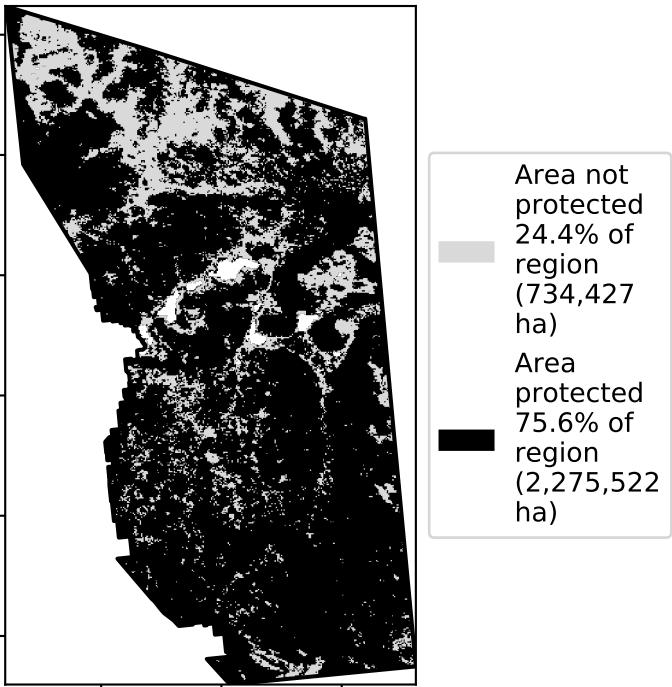 Area not
protected
24.4% of
region
(734,427
ha)
Area
protected
75.6% of
region
(2,275,522
ha)